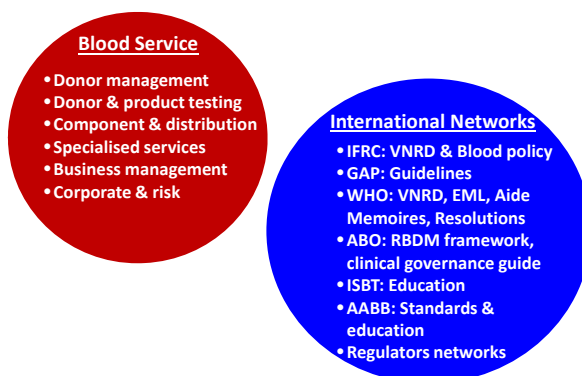 Blood Service
• Donor management
• Donor & product testing
• Component & distribution
• Specialised services
• Business management
• Corporate & risk
International Networks
• IFRC: VNRD & Blood policy
• GAP: Guidelines
• WHO: VNRD, EML, Aide
Memoires, Resolutions
• ABO: RBDM framework,
clinical governance guide
• ISBT: Education
• AABB: Standards &
education
• Regulators networks